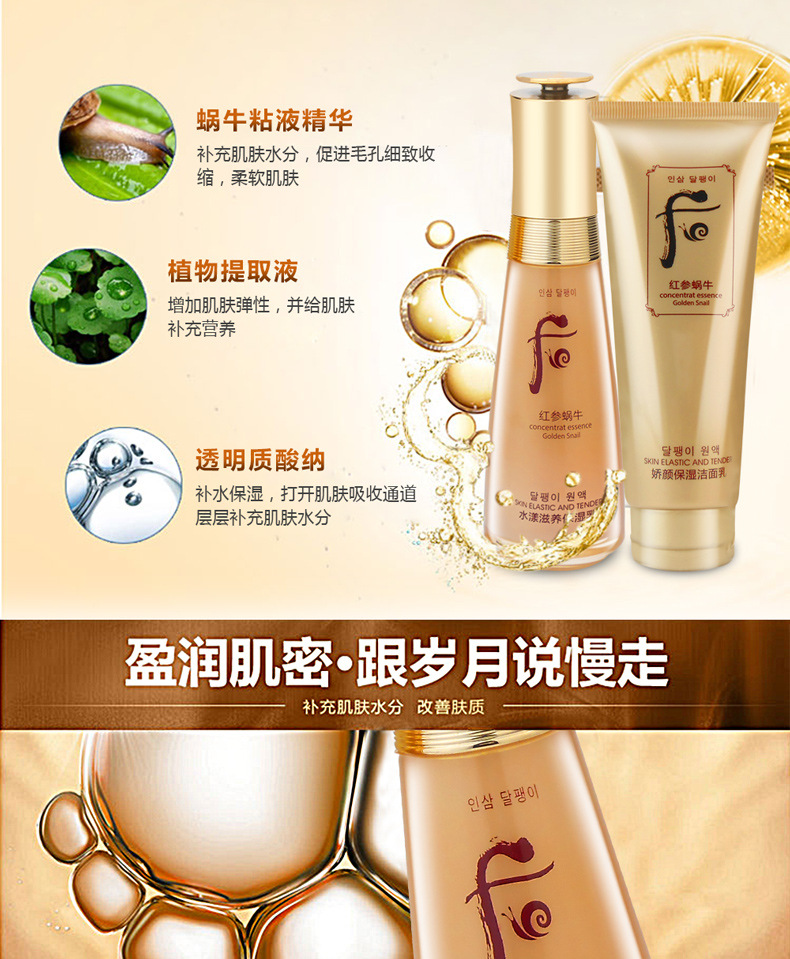 蜗牛粘液精华
补充肌肤水分，促进毛孔细致收
缩，柔软肌肤
植物提取液
增加肌肤弹性，并给肌肤
补充营养
透明质酸纳
补水保湿，打开肌肤吸收通道
层层补充肌肤水分
인삼 달팽이
红参蜗牛
concentrat essence
Golden Snail
달팽이 원액
SKIN ELASTIC AND TENDER
水漾滋养保湿乳
인삼 달팽이
红参蜗牛
concentrat essence
Golden Snail
달팽이 원액
SKIN ELASTIC AND TENDER
娇颜保湿洁面乳
盈润肌密·跟岁月说慢走
补充肌肤水分 改善肤质
인삼 달팽이